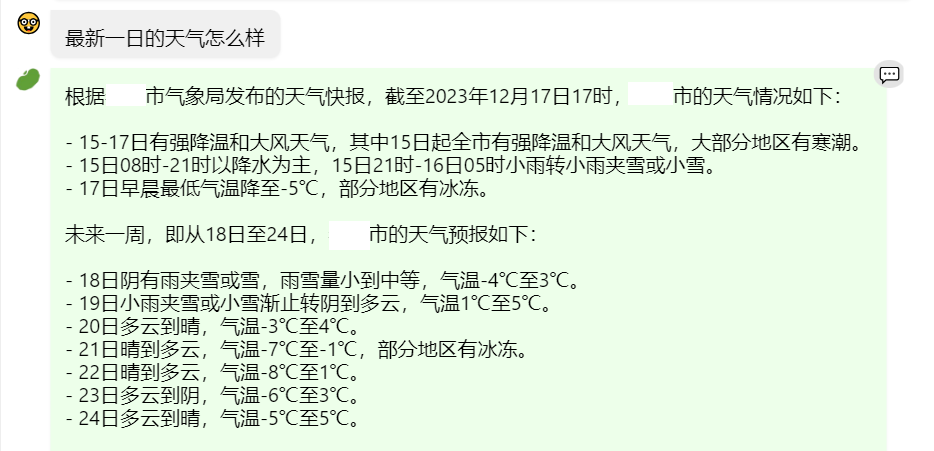 最新一日的天气怎么样
根据 市气象局发布的天气快报，截至2023年12月17日17时， 市的天气情况如下：
- 15-17日有强降温和大风天气，其中15日起全市有强降温和大风天气，大部分地区有寒潮。
- 15日08时-21时以降水为主，15日21时-16日05时小雨转小雨夹雪或小雪。
- 17日早晨最低气温降至-5℃，部分地区有冰冻。
未来一周，即从18日至24日， 市的天气预报如下：
- 18日阴有雨夹雪或雪，雨雪量小到中等，气温-4℃至3℃。
- 19日小雨夹雪或小雪渐止转阴到多云，气温1℃至5℃。
- 20日多云到晴，气温-3℃至4℃。
- 21日晴到多云，气温-7℃至-1℃，部分地区有冰冻。
- 22日晴到多云，气温-8℃至1℃。
- 23日多云到阴，气温-6℃至3℃。
- 24日多云到晴，气温-5℃至5℃。